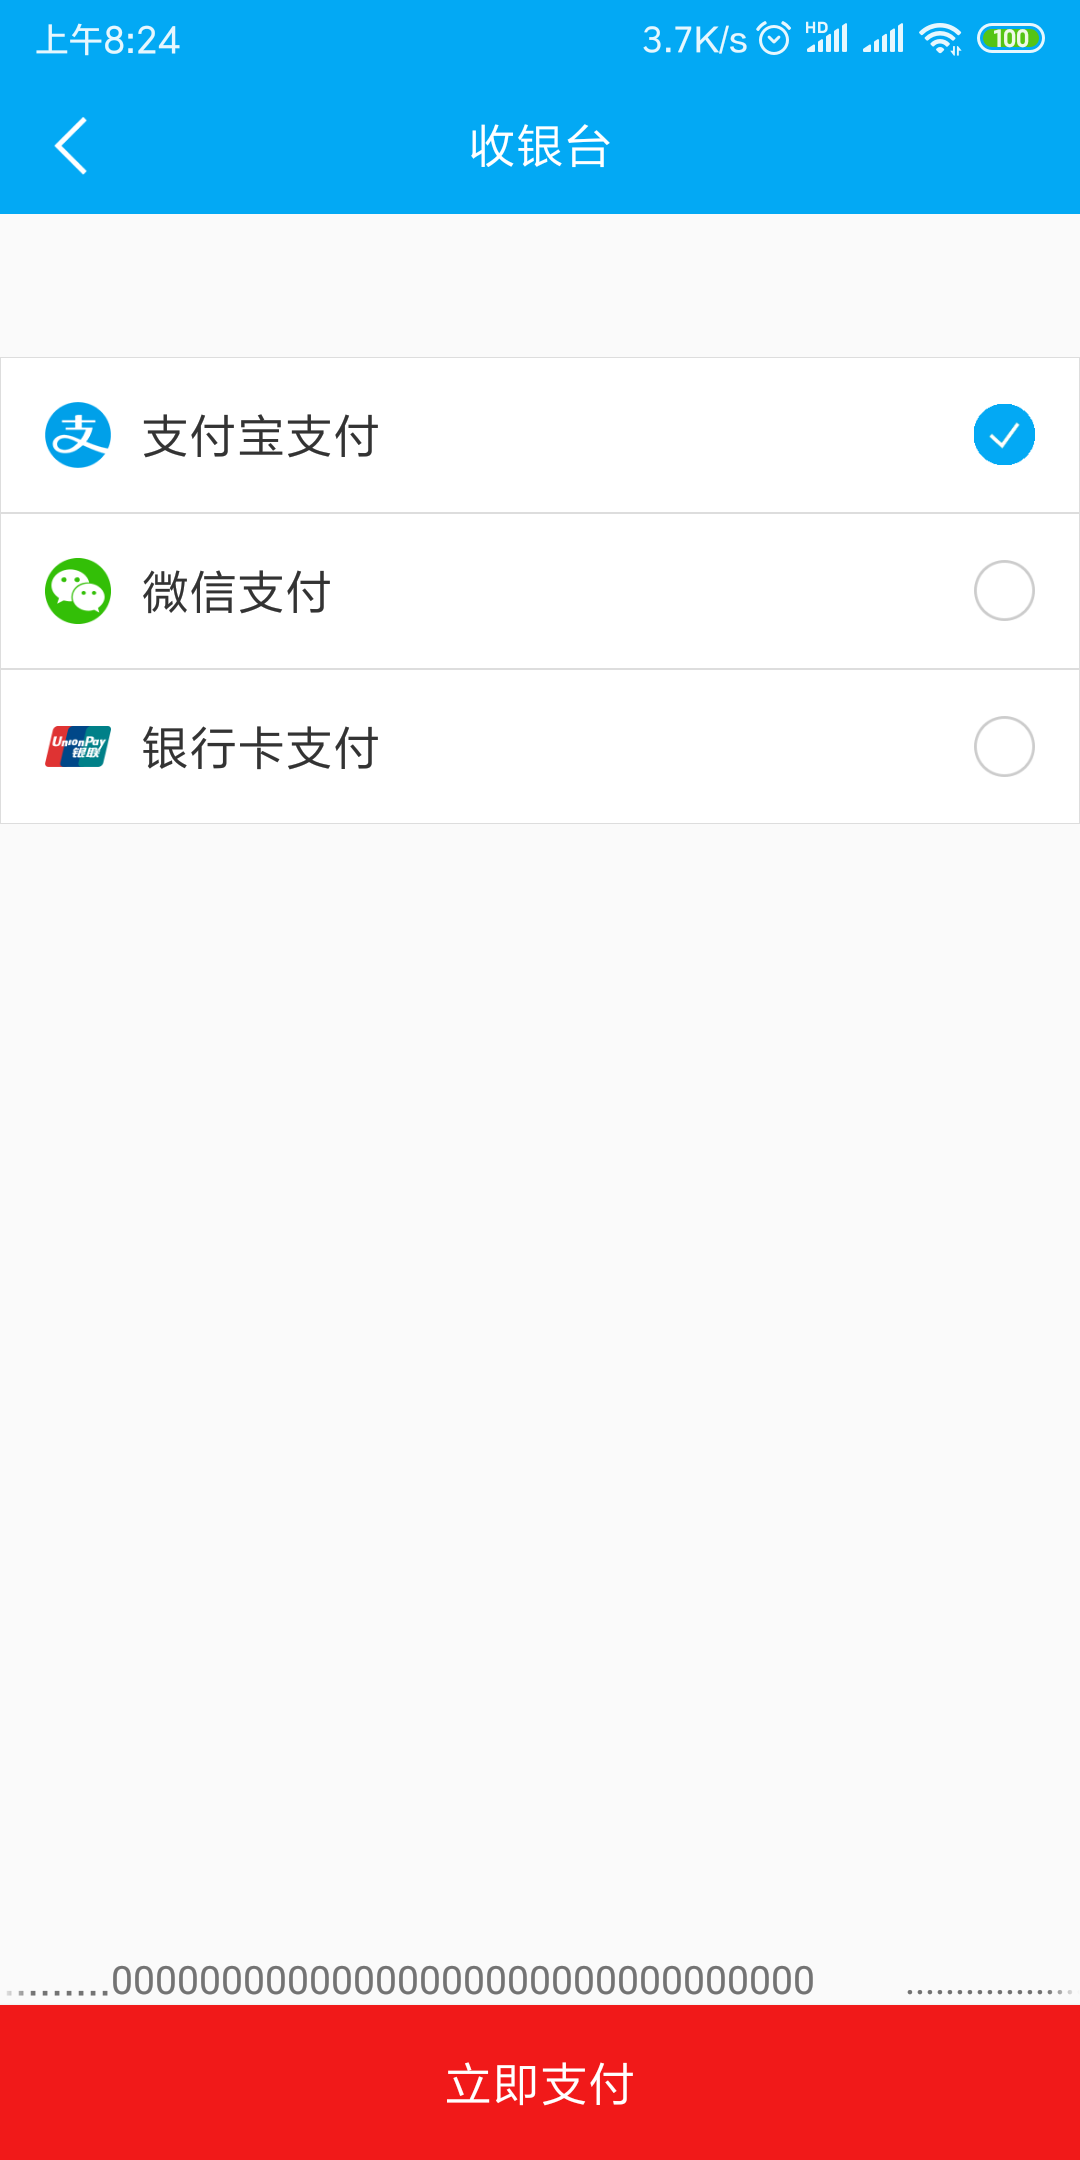 上午8:24 3.7K/s HD 100
收银台
支 支付宝支付
微信支付
UnionPay 银联 银行卡支付
.........00000000000000000000000000000000 .................
立即支付